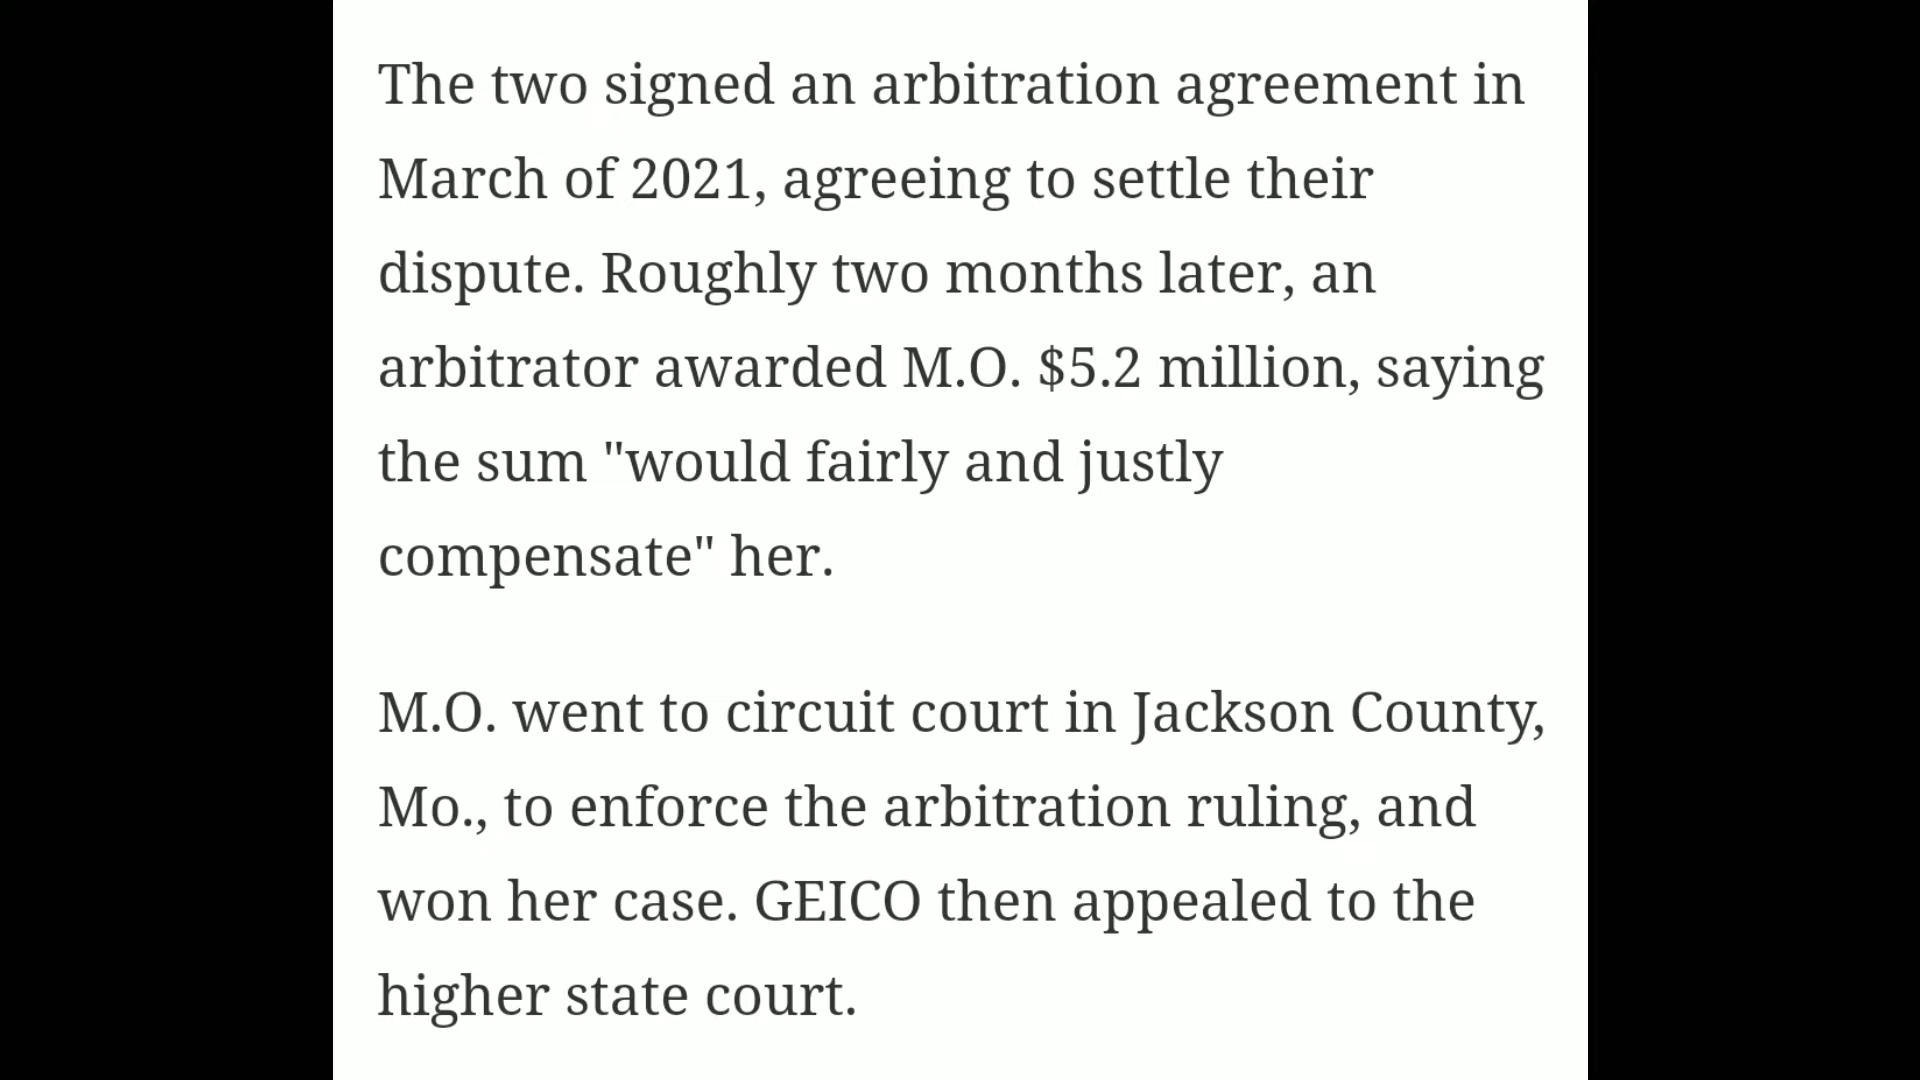 The two signed an arbitration agreement in
March of 2021, agreeing to settle their
dispute. Roughly two months later, an
arbitrator awarded M.O. $5.2 million, saying
the sum "would fairly and justly
compensate" her.
M.O. went to circuit court in Jackson County,
Mo., to enforce the arbitration ruling, and
won her case. GEICO then appealed to the
higher state court.